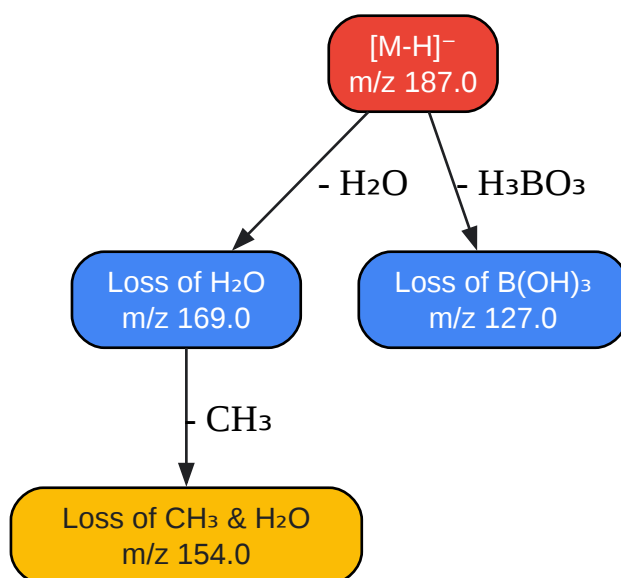 [M-H]⁻
m/z 187.0
- H₂O
- H₃BO₃
Loss of H₂O
m/z 169.0
Loss of B(OH)₃
m/z 127.0
- CH₃
Loss of CH₃ & H₂O
m/z 154.0